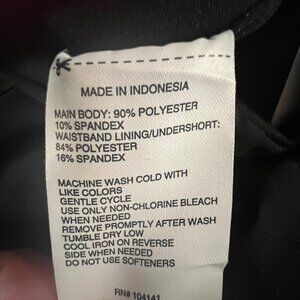 MADE IN INDONESIA
MAIN BODY: 90% POLYESTER
10% SPANDEX
WAISTBAND LINING/UNDERSHORT:
84% POLYESTER
16% SPANDEX
MACHINE WASH COLD WITH
LIKE COLORS
GENTLE CYCLE
USE ONLY NON-CHLORINE BLEACH
WHEN NEEDED
REMOVE PROMPTLY AFTER WASH
TUMBLE DRY LOW
COOL IRON ON REVERSE
SIDE WHEN NEEDED
DO NOT USE SOFTENERS
RN# 104141